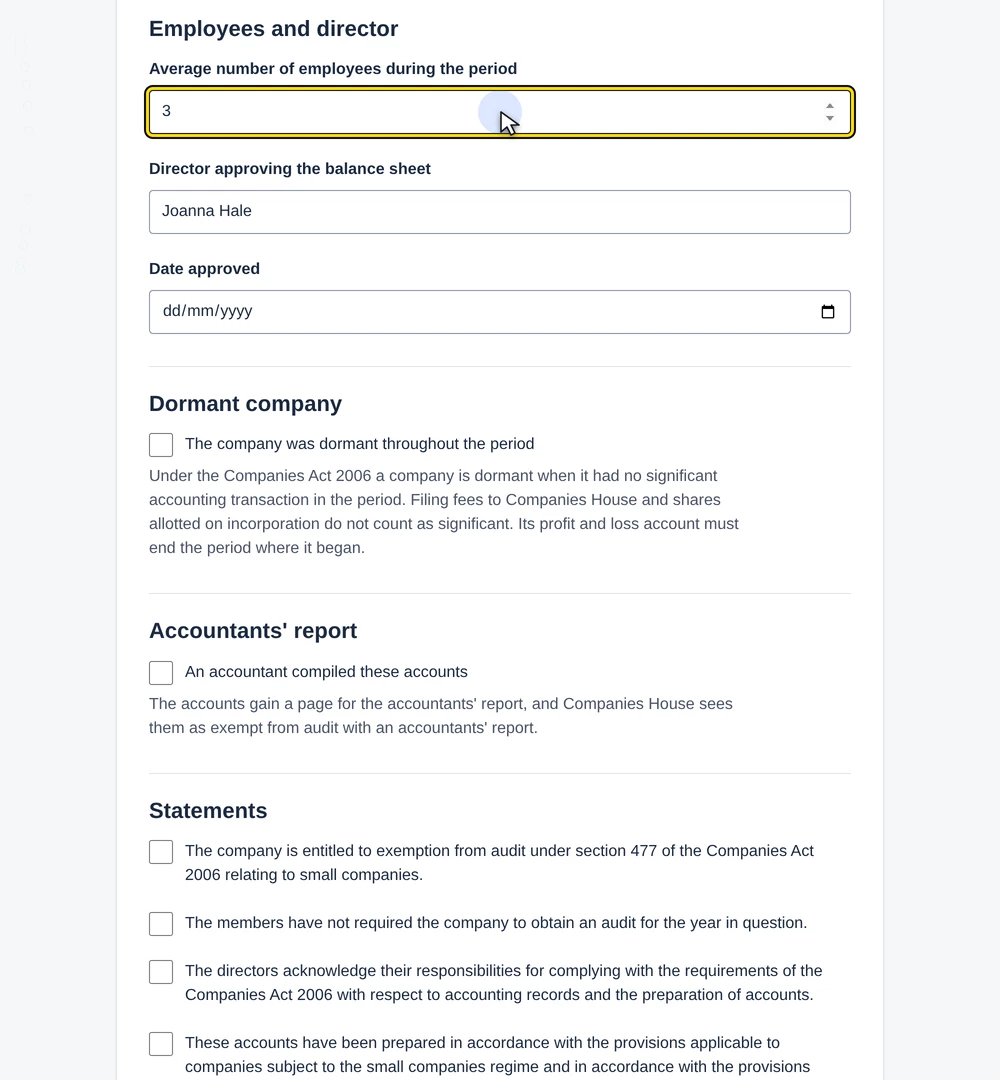 Employees and director
Average number of employees during the period
3
Director approving the balance sheet
Joanna Hale
Date approved
dd/mm/yyyy
Dormant company
The company was dormant throughout the period
Under the Companies Act 2006 a company is dormant when it had no significant
accounting transaction in the period. Filing fees to Companies House and shares
allotted on incorporation do not count as significant. Its profit and loss account must
end the period where it began.
Accountants' report
An accountant compiled these accounts
The accounts gain a page for the accountants' report, and Companies House sees
them as exempt from audit with an accountants' report.
Statements
The company is entitled to exemption from audit under section 477 of the Companies Act
2006 relating to small companies.
The members have not required the company to obtain an audit for the year in question.
The directors acknowledge their responsibilities for complying with the requirements of the
Companies Act 2006 with respect to accounting records and the preparation of accounts.
These accounts have been prepared in accordance with the provisions applicable to
companies subject to the small companies regime and in accordance with the provisions